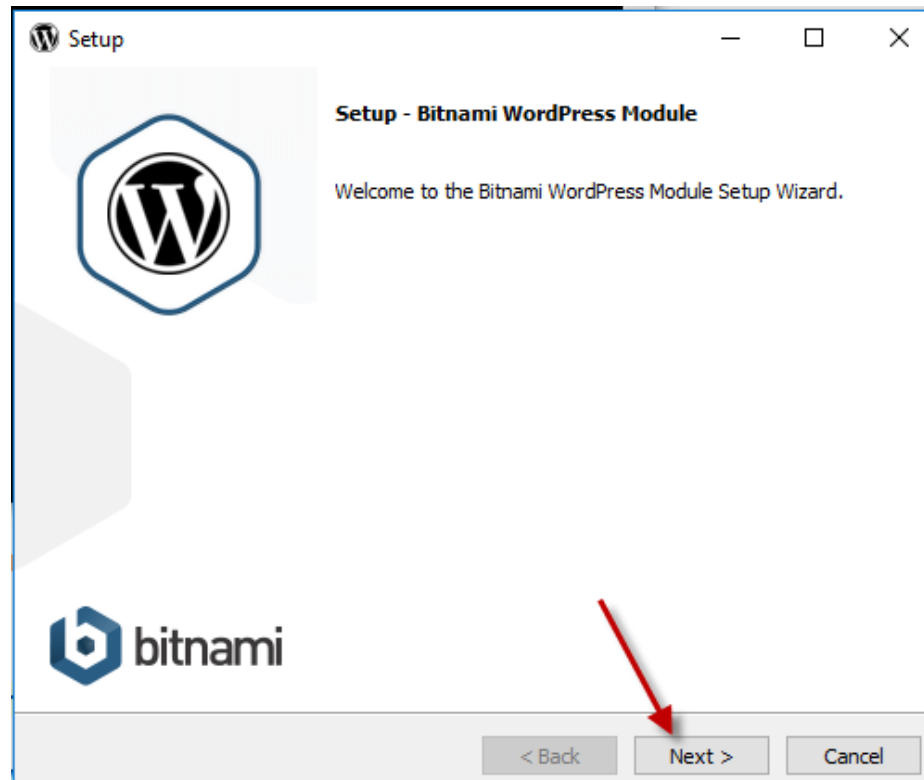 Setup
Setup - Bitnami WordPress Module
Welcome to the Bitnami WordPress Module Setup Wizard.
bitnami
< Back Next > Cancel